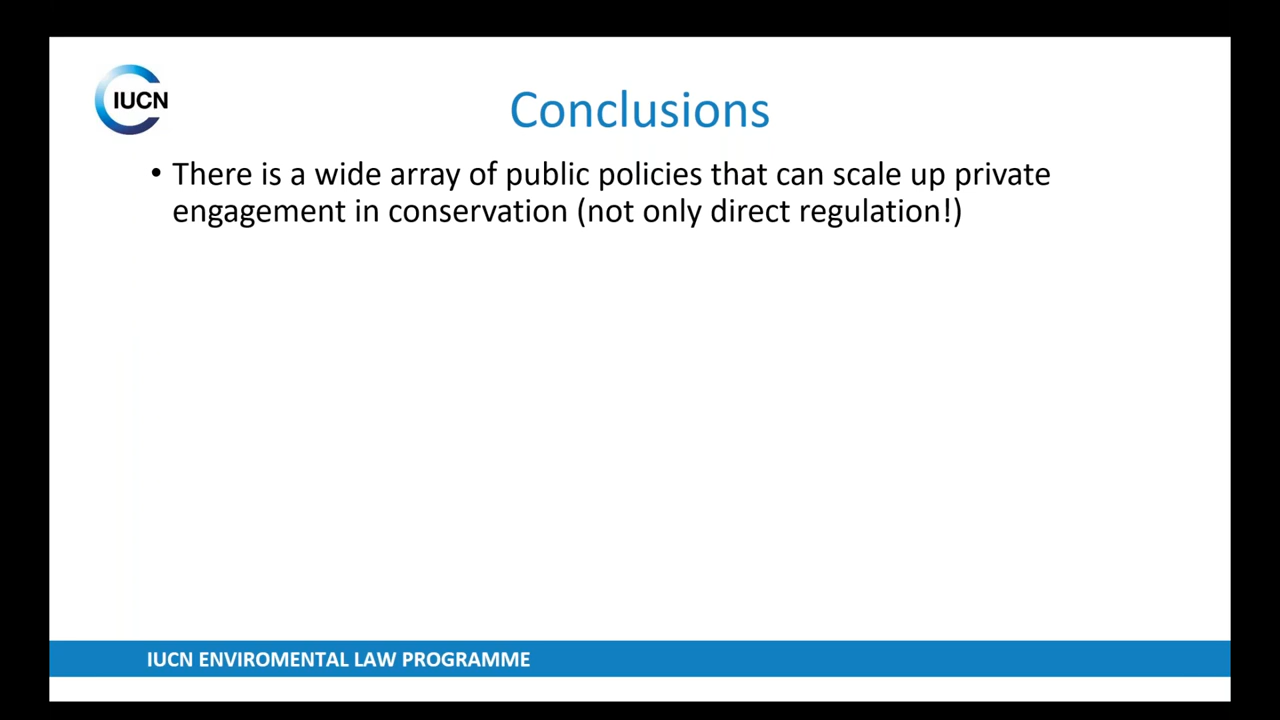 IUCN
Conclusions
• There is a wide array of public policies that can scale up private
engagement in conservation (not only direct regulation!)
IUCN ENVIROMENTAL LAW PROGRAMME